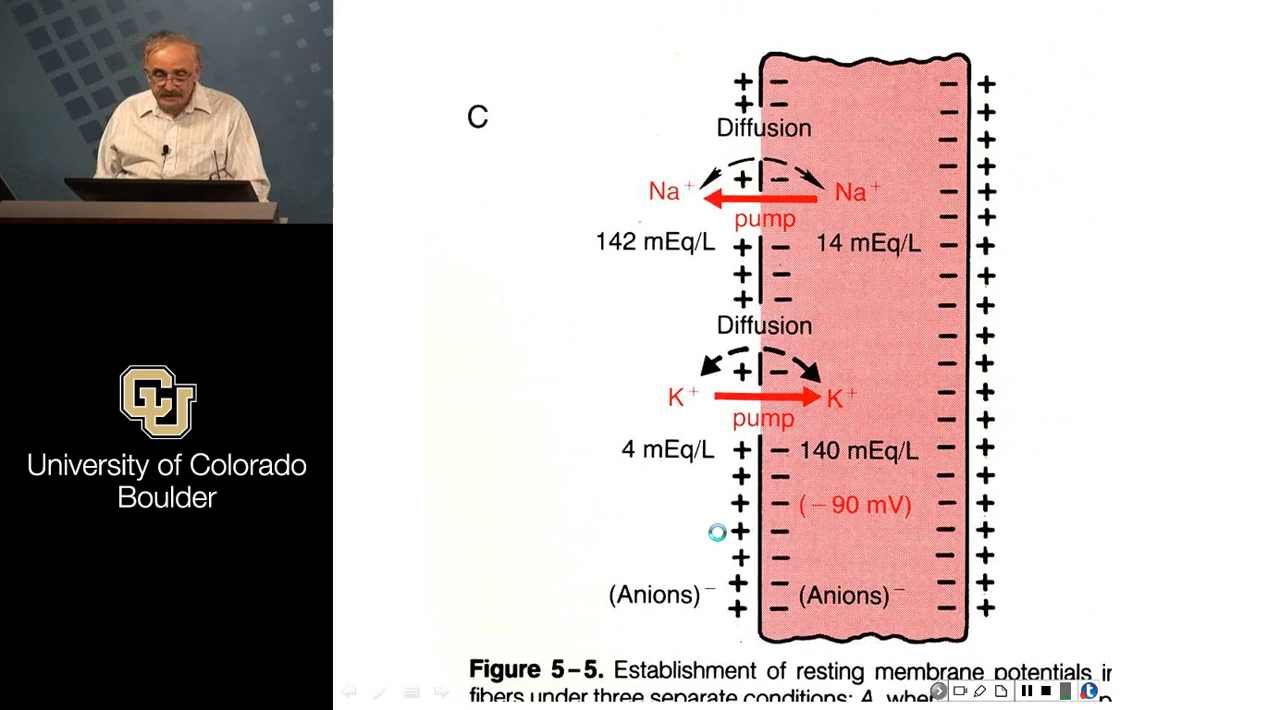 C
Diffusion
Na+ Na+
pump
142 mEq/L 14 mEq/L
Diffusion
K+ K+
pump
4 mEq/L 140 mEq/L
(−90 mV)
(Anions)− (Anions)−
Figure 5–5. Establishment of resting membrane potentials in
fibers under three separate conditions: A,
CU
University of Colorado
Boulder